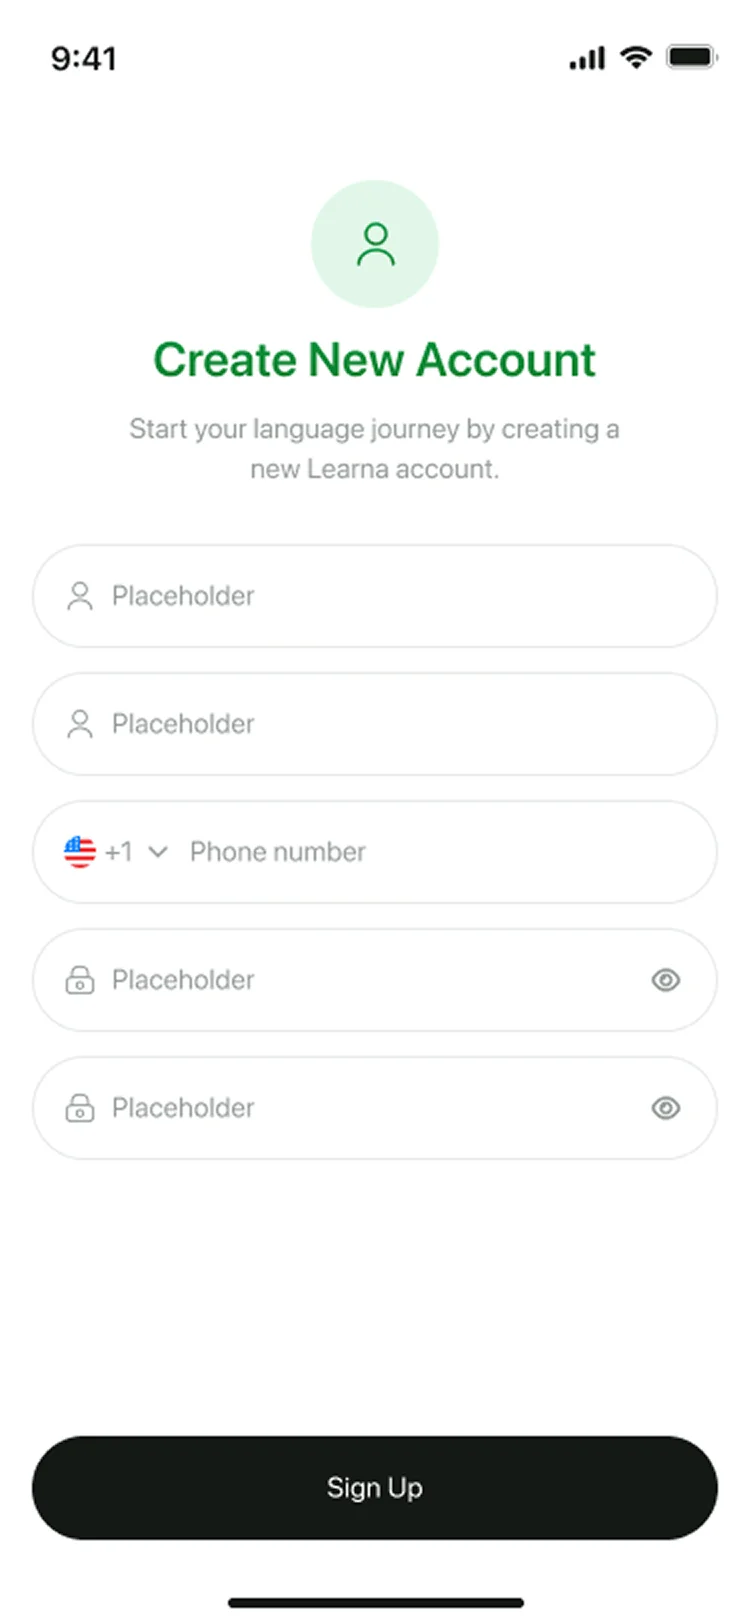 9:41
Create New Account
Start your language journey by creating a
new Learna account.
Placeholder
Placeholder
+1 Phone number
Placeholder
Placeholder
Sign Up